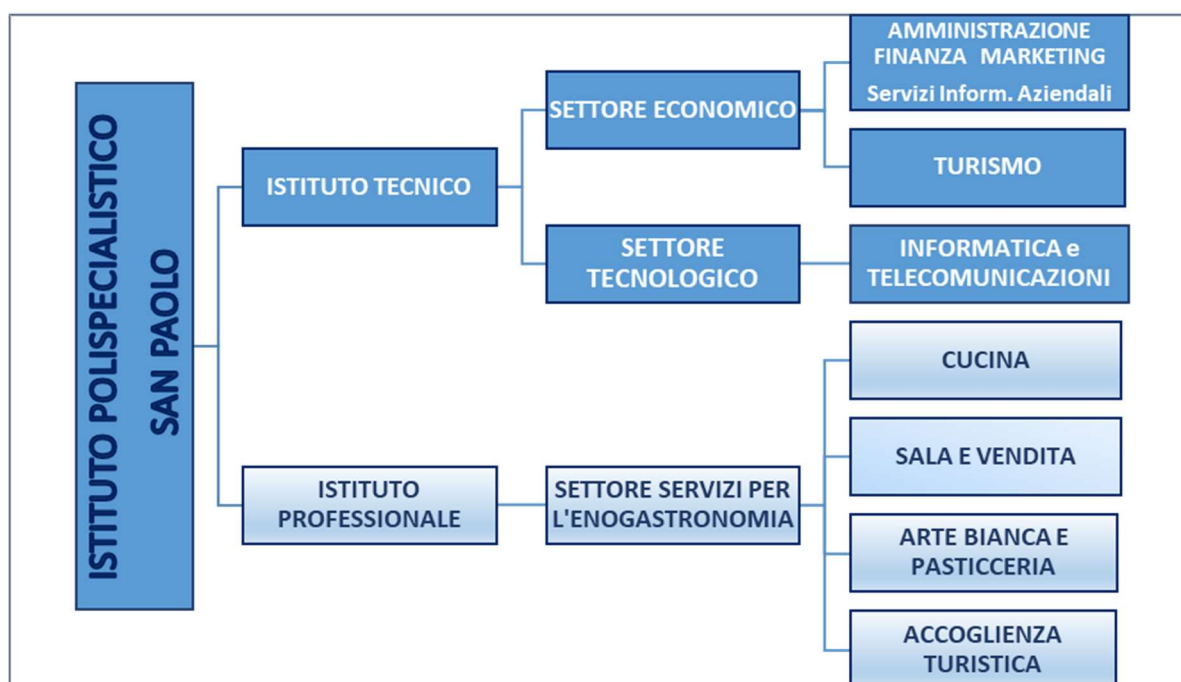 ISTITUTO POLISPECIALISTICO
SAN PAOLO
ISTITUTO TECNICO
SETTORE ECONOMICO
AMMINISTRAZIONE
FINANZA MARKETING
Servizi Inform. Aziendali
TURISMO
SETTORE
TECNOLOGICO
INFORMATICA e
TELECOMUNICAZIONI
ISTITUTO
PROFESSIONALE
SETTORE SERVIZI PER
L'ENOGASTRONOMIA
CUCINA
SALA E VENDITA
ARTE BIANCA E
PASTICCERIA
ACCOGLIENZA
TURISTICA